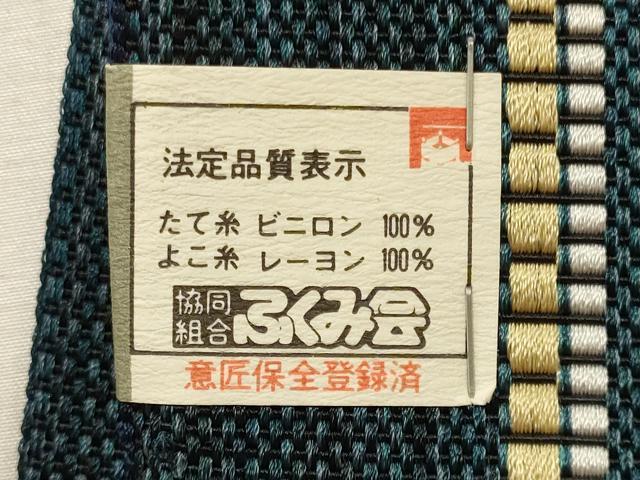 法定品質表示
たて糸 ビニロン 100%
よこ糸 レーヨン 100%
協同組合 ふくみ会
意匠保全登録済